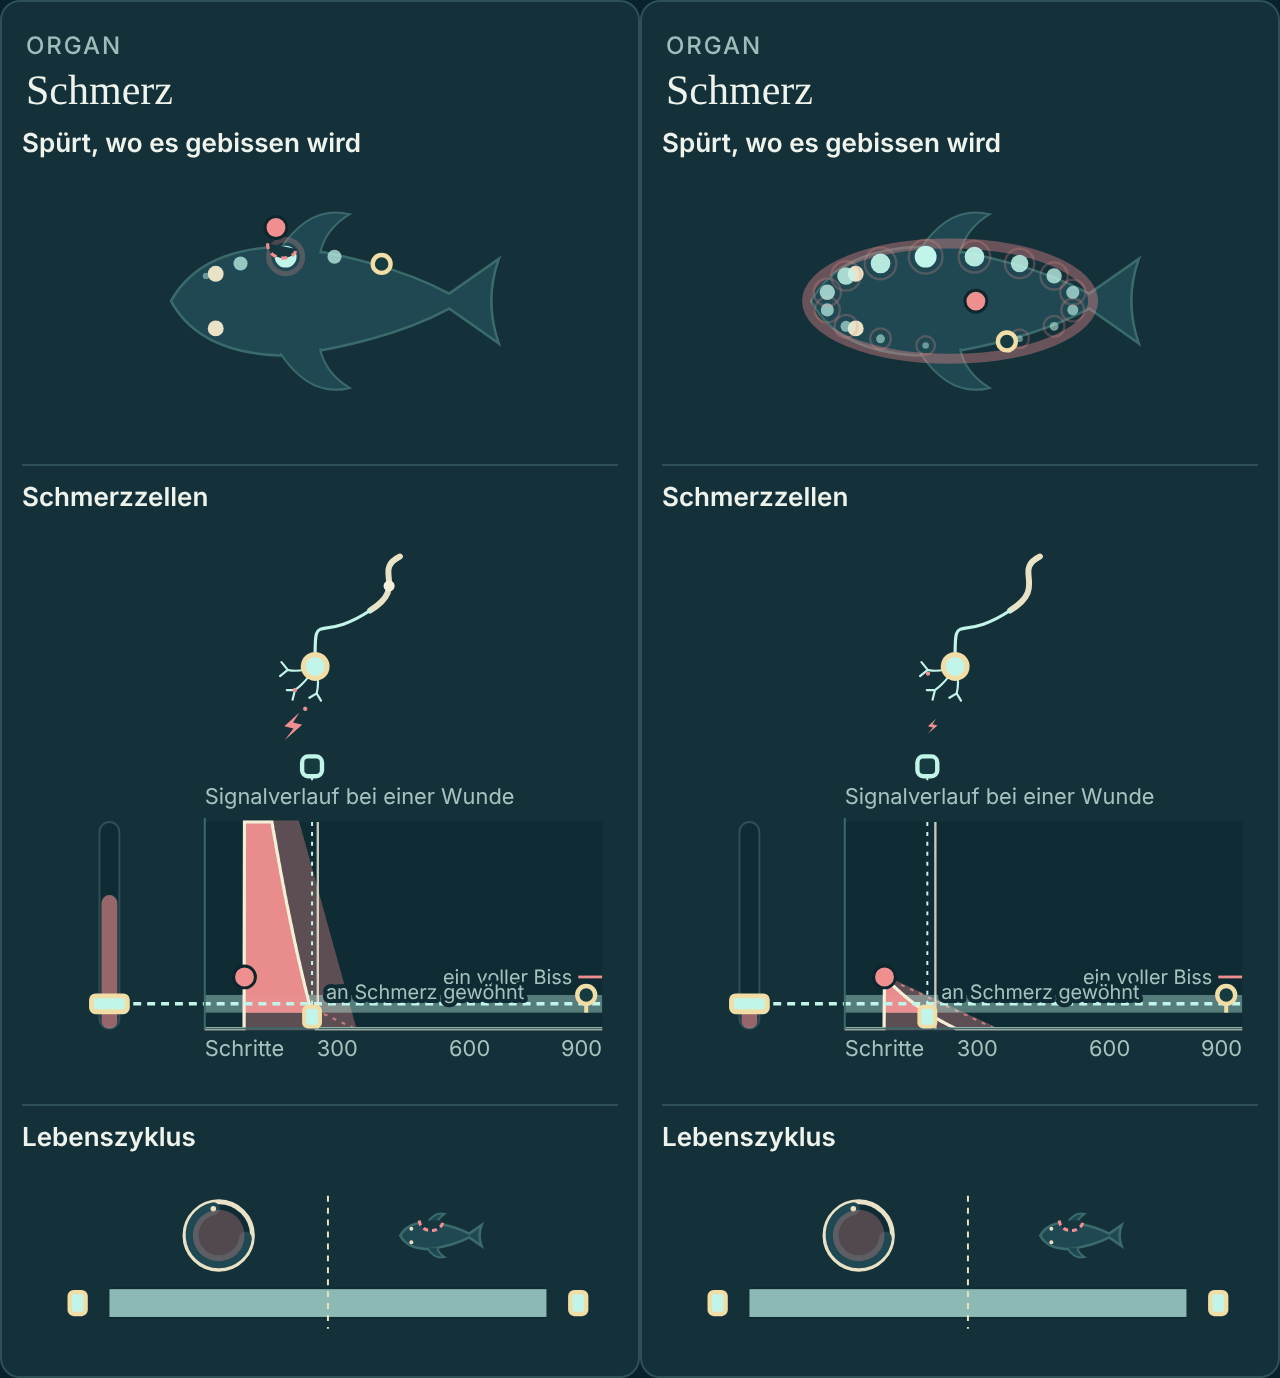 ORGAN
Schmerz
Spürt, wo es gebissen wird
Schmerzzellen
Signalverlauf bei einer Wunde
ein voller Biss
an Schmerz gewöhnt
Schritte 300 600 900
Lebenszyklus
ORGAN
Schmerz
Spürt, wo es gebissen wird
Schmerzzellen
Signalverlauf bei einer Wunde
ein voller Biss
an Schmerz gewöhnt
Schritte 300 600 900
Lebenszyklus